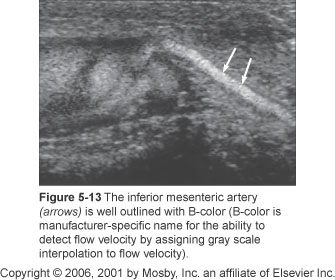 Figure 5-13 The inferior mesenteric artery
(arrows) is well outlined with B-color (B-color is
manufacturer-specific name for the ability to
detect flow velocity by assigning gray scale
interpolation to flow velocity).
Copyright © 2006, 2001 by Mosby, Inc. an affiliate of Elsevier Inc.